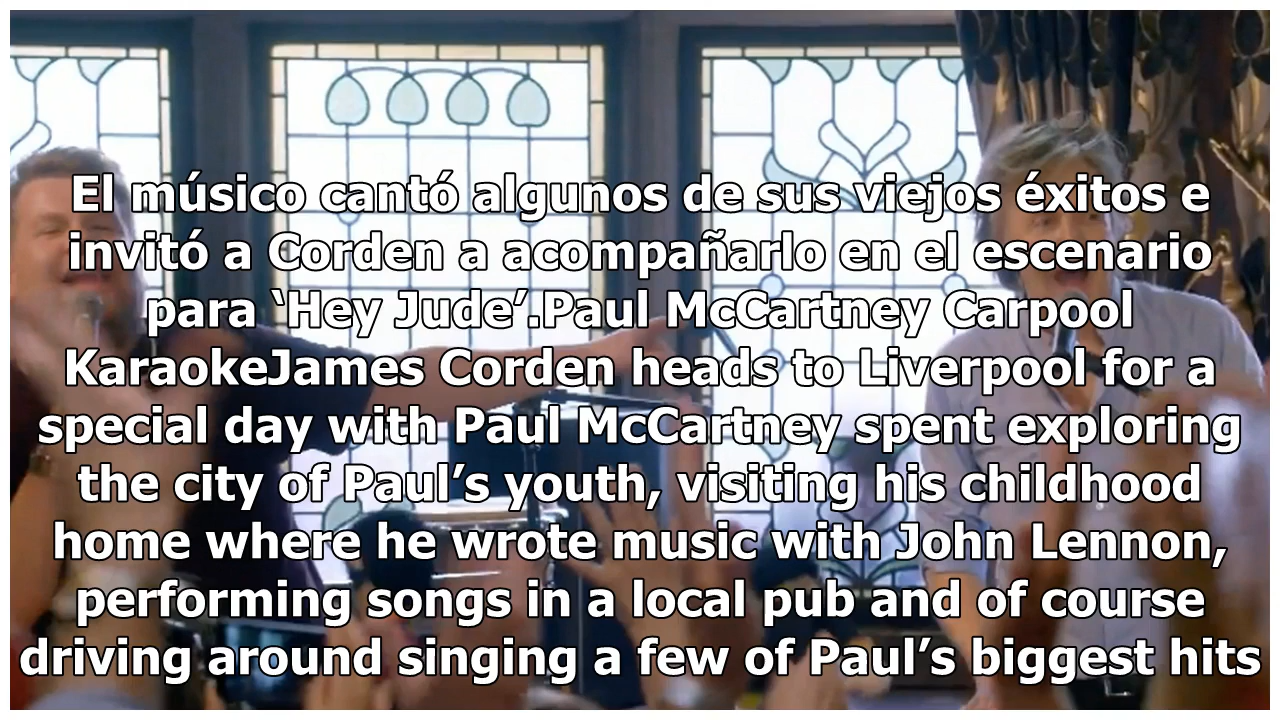 El músico cantó algunos de sus viejos éxitos e
invitó a Corden a acompañarlo en el escenario
para ‘Hey Jude’.Paul McCartney Carpool
KaraokeJames Corden heads to Liverpool for a
special day with Paul McCartney spent exploring
the city of Paul’s youth, visiting his childhood
home where he wrote music with John Lennon,
performing songs in a local pub and of course
driving around singing a few of Paul’s biggest hits